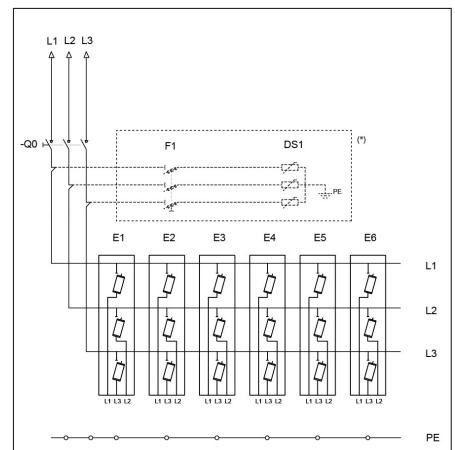 L1 L2 L3
-Q0
F1 DS1 (*)
PE
E1 E2 E3 E4 E5 E6
L1
L2
L3
L1 L3 L2 L1 L3 L2 L1 L3 L2 L1 L3 L2 L1 L3 L2 L1 L3 L2
PE